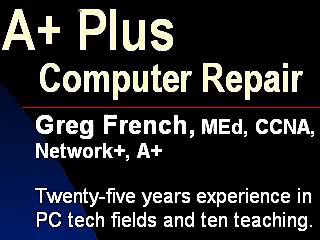 A+ Plus
Computer Repair
Greg French, MEd, CCNA,
Network+, A+
Twenty-five years experience in
PC tech fields and ten teaching.